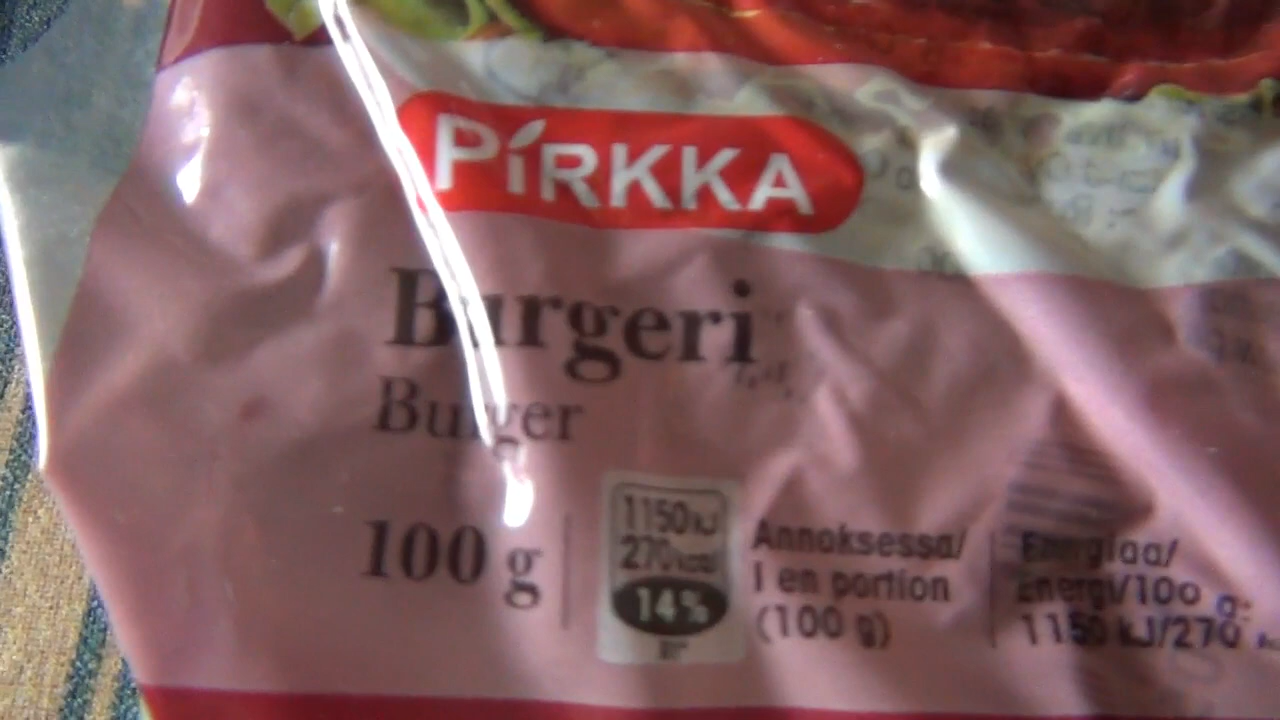 PIRKKA
Burgeri
Burger
100 g
1150 kJ
270 kcal
14%
Annoksessa/
I en portion
(100 g)
Energiaa/
Energi/100 g:
1150 kJ/270